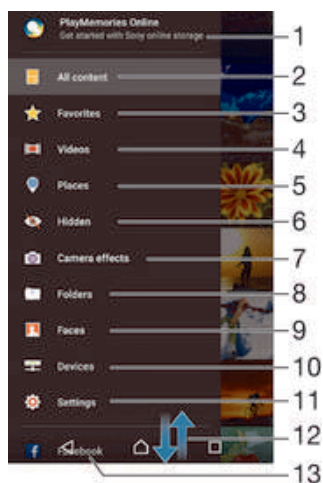 PlayMemories Online
Get started with Sony online storage
1
All content
2
Favorites
3
Videos
4
Places
5
Hidden
6
Camera effects
7
Folders
8
Faces
9
Devices
10
Settings
11
12
Facebook
13